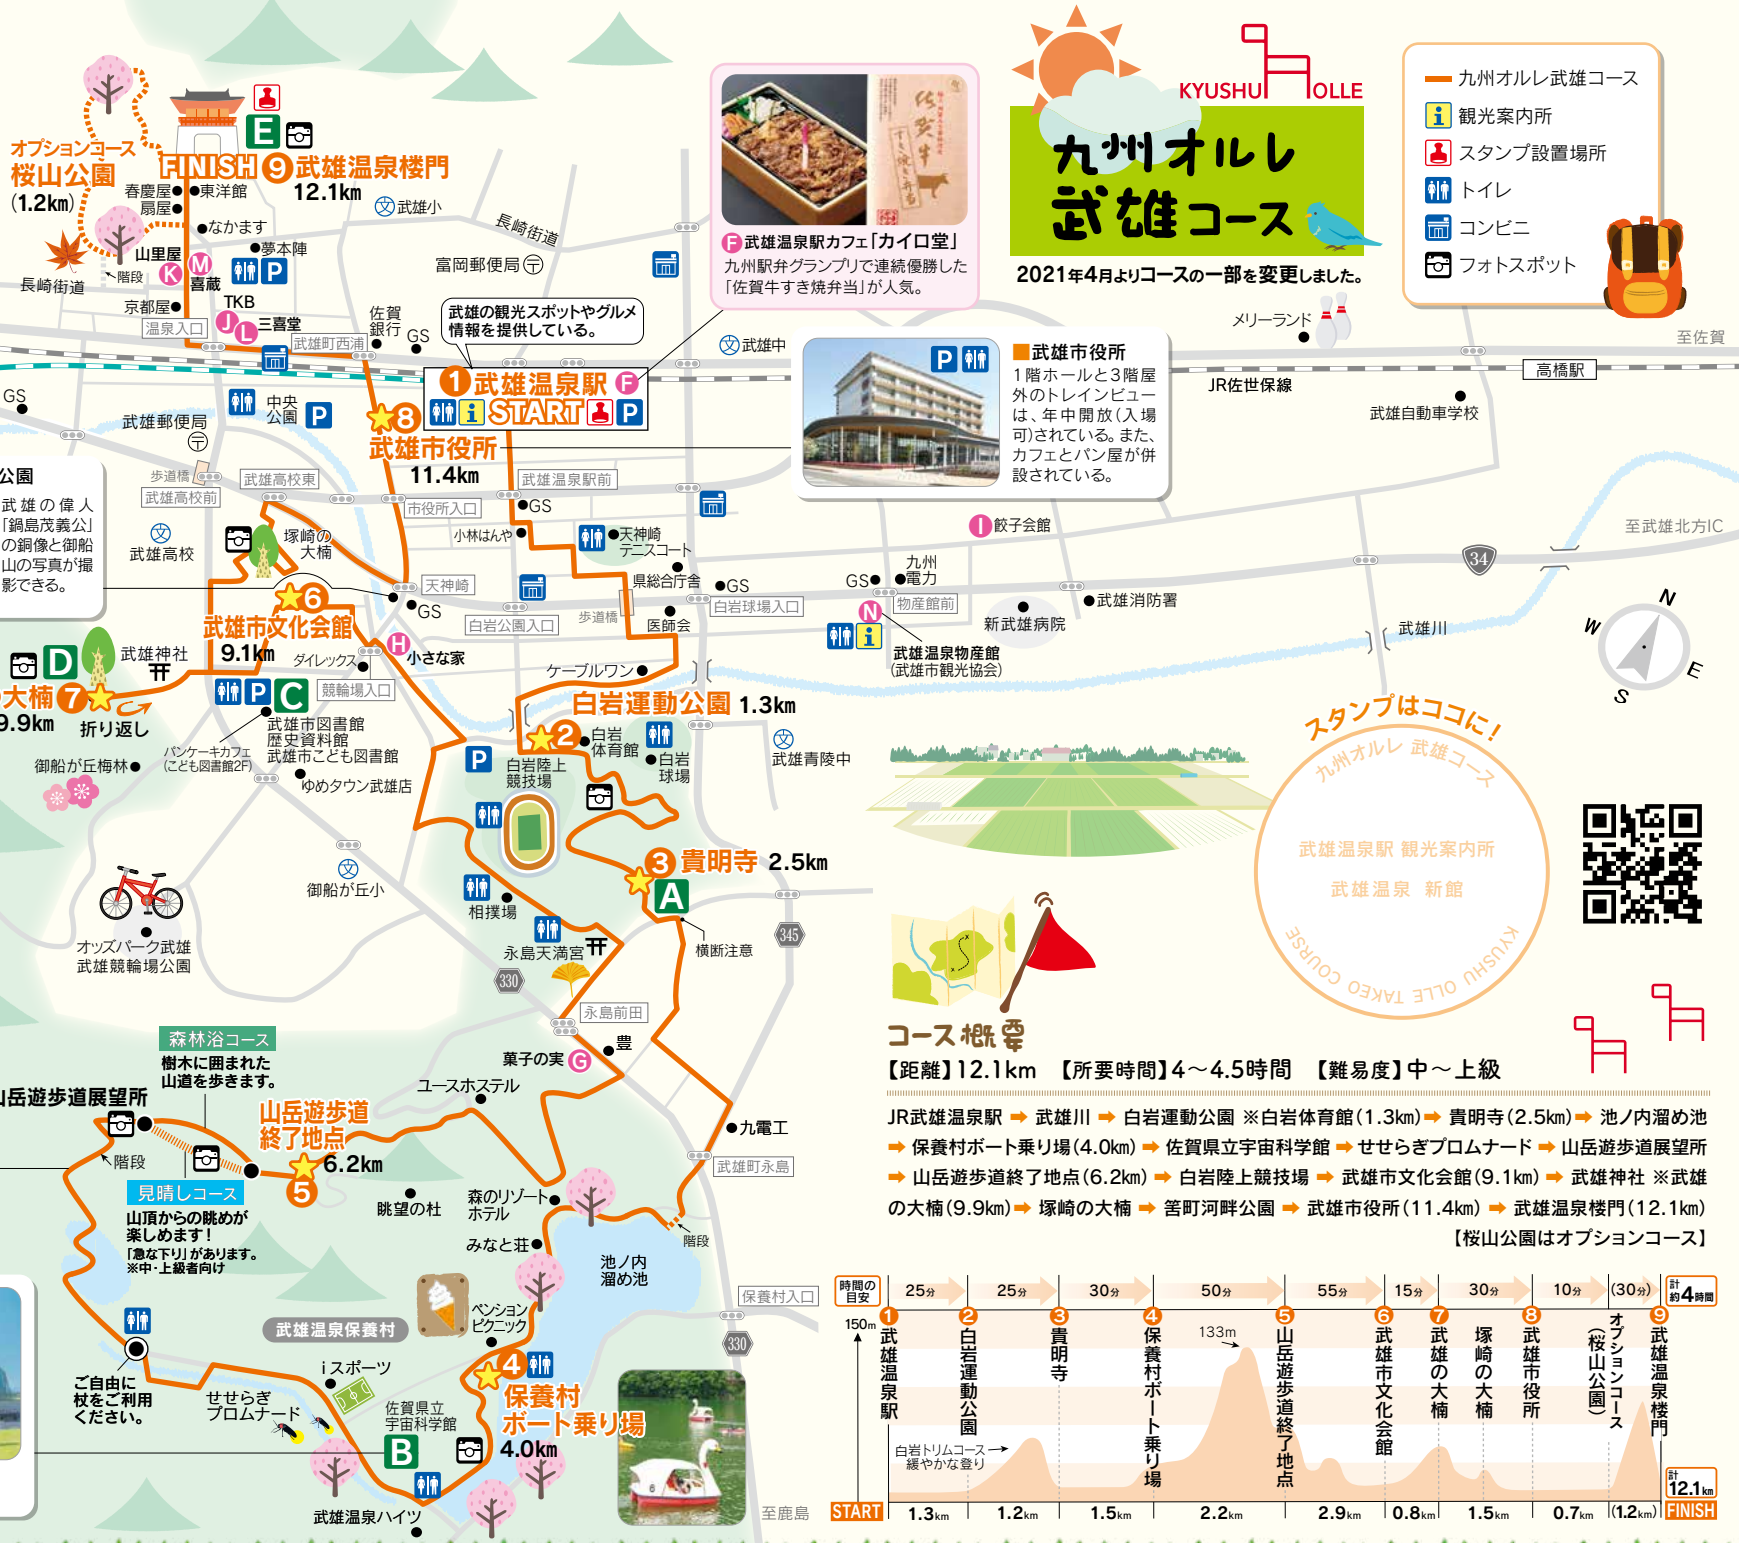 オプションコース
桜山公園
(1.2km)
春慶屋
扇屋
東洋館
FINISH 9 武雄温泉楼門
12.1km
E
なかます
夢本陣
山里屋
K
M
喜蔵
P
階段
長崎街道
京都屋
TKB
J
L
三喜堂
温泉入口
武雄町西浦
佐賀
銀行
GS
文 武雄小
長崎街道
富岡郵便局
武雄の観光スポットやグルメ
情報を提供している。
F 武雄温泉駅カフェ「カイロ堂」
九州駅弁グランプリで連続優勝した
「佐賀牛すき焼弁当」が人気。
文 武雄中
KYUSHU OLLE
九州オルレ
武雄コース
2021年4月よりコースの一部を変更しました。
九州オルレ武雄コース
観光案内所
スタンプ設置場所
トイレ
コンビニ
フォトスポット
メリーランド
至佐賀
高橋駅
JR佐世保線
武雄自動車学校
1 武雄温泉駅 F
START
P
P
■武雄市役所
1階ホールと3階屋
外のトレインビュー
は、年中開放(入場
可)されている。また、
カフェとパン屋が併
設されている。
GS
武雄郵便局
中央
公園
P
8
武雄市役所
11.4km
歩道橋
武雄高校前
武雄高校東
市役所入口
武雄温泉駅前
GS
公園
武雄の偉人
「鍋島茂義公」
の銅像と御船
山の写真が撮
影できる。
文
武雄高校
塚崎の
大楠
小林はんや
天神崎
テニスコート
県総合庁舎
GS
天神崎
GS
白岩公園入口
歩道橋
医師会
白岩球場入口
I 餃子会館
GS
九州
電力
N
物産館前
武雄温泉物産館
(武雄市観光協会)
新武雄病院
武雄消防署
34
至武雄北方IC
武雄川
N
W
E
S
6
武雄市文化会館
9.1km
ダイレックス
H
小さな家
競輪場入口
ケーブルワン
D
武雄神社
大楠 7
9.9km
折り返し
P
C
武雄市図書館
歴史資料館
武雄市こども図書館
パンケーキカフェ
(こども図書館2F)
ゆめタウン武雄店
御船が丘梅林
白岩運動公園 1.3km
2
白岩
体育館
白岩
球場
白岩陸上
競技場
P
文
武雄青陵中
文
御船が丘小
オッズパーク武雄
武雄競輪場公園
3 貴明寺 2.5km
A
横断注意
相撲場
永島天満宮
345
330
永島前田
豊
菓子の実 G
ユースホステル
森林浴コース
樹木に囲まれた
山道を歩きます。
山岳遊歩道展望所
階段
山岳遊歩道
終了地点
6.2km
5
見晴しコース
山頂からの眺めが
楽しめます!
「急な下り」があります。
※中・上級者向け
九電工
武雄町永島
眺望の杜
森のリゾート
ホテル
みなと荘
階段
池ノ内
溜め池
ペンション
ピクニック
武雄温泉保養村
保養村入口
330
ご自由に
杖をご利用
ください。
iスポーツ
せせらぎ
プロムナード
佐賀県立
宇宙科学館
B
4
保養村
ボート乗り場
4.0km
武雄温泉ハイツ
至鹿島
スタンプはココに!
九州オルレ 武雄コース
武雄温泉駅 観光案内所
武雄温泉 新館
KYUSHU OLLE TAKEO COURSE
コース概要
【距離】12.1km 【所要時間】4〜4.5時間 【難易度】中〜上級
JR武雄温泉駅 ➡ 武雄川 ➡ 白岩運動公園 ※白岩体育館(1.3km) ➡ 貴明寺(2.5km) ➡ 池ノ内溜め池
➡ 保養村ボート乗り場(4.0km) ➡ 佐賀県立宇宙科学館 ➡ せせらぎプロムナード ➡ 山岳遊歩道展望所
➡ 山岳遊歩道終了地点(6.2km) ➡ 白岩陸上競技場 ➡ 武雄市文化会館(9.1km) ➡ 武雄神社 ※武雄
の大楠(9.9km) ➡ 塚崎の大楠 ➡ 筈町河畔公園 ➡ 武雄市役所(11.4km) ➡ 武雄温泉楼門(12.1km)
【桜山公園はオプションコース】
時間の
目安
25分 25分 30分 50分 55分 15分 30分 10分 (30分)
計
約4時間
150m
1 武雄温泉駅
2 白岩運動公園
3 貴明寺
4 保養村ボート乗り場
133m
5 山岳遊歩道終了地点
6 武雄市文化会館
7 武雄の大楠
塚崎の大楠
8 武雄市役所
オプションコース
(桜山公園)
9 武雄温泉楼門
白岩トリムコース
緩やかな登り
計
12.1km
START 1.3km 1.2km 1.5km 2.2km 2.9km 0.8km 1.5km 0.7km (1.2km) FINISH